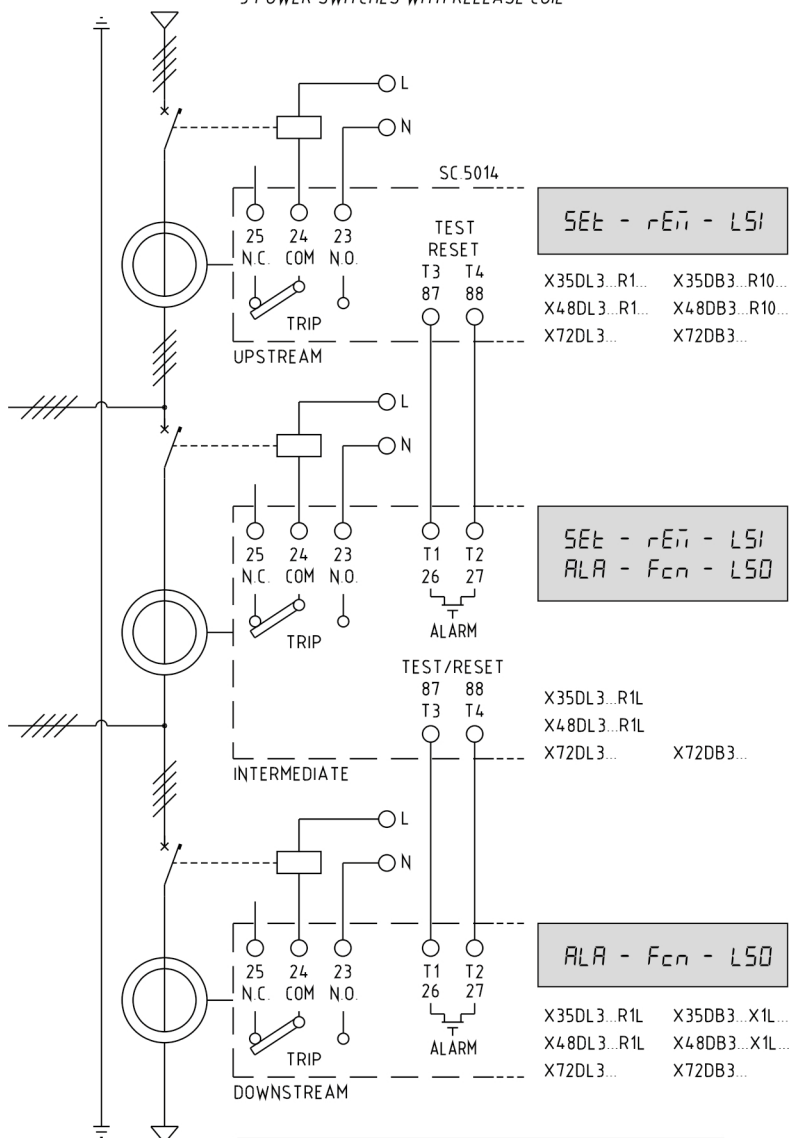 3 POWER SWITCHES WITH RELEASE COIL
L
N
SC.5014
25 24 23
N.C. COM N.O.
TRIP
TEST
RESET
T3 T4
87 88
UPSTREAM
SEt - rEm - LSI
X35DL3...R1... X35DB3...R10...
X48DL3...R1... X48DB3...R10...
X72DL3... X72DB3...
L
N
25 24 23
N.C. COM N.O.
TRIP
T1 T2
26 27
ALARM
TEST/RESET
87 88
T3 T4
INTERMEDIATE
SEt - rEm - LSI
ALA - Fcn - LSO
X35DL3...R1L
X48DL3...R1L
X72DL3... X72DB3...
L
N
25 24 23
N.C. COM N.O.
TRIP
T1 T2
26 27
ALARM
DOWNSTREAM
ALA - Fcn - LSO
X35DL3...R1L X35DB3...X1L...
X48DL3...R1L X48DB3...X1L...
X72DL3... X72DB3...